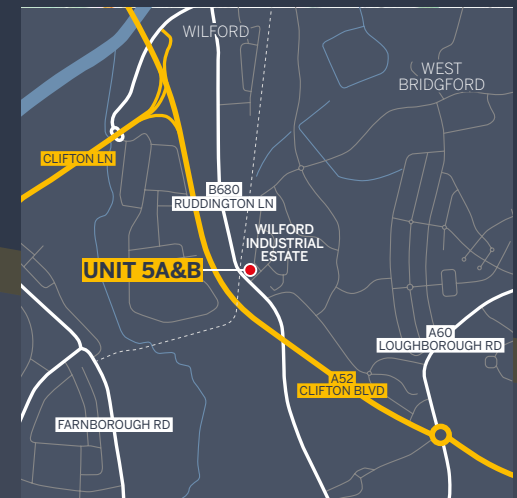 WILFORD
WEST
BRIDGFORD
CLIFTON LN
B680
RUDDINGTON LN
WILFORD
INDUSTRIAL
ESTATE
UNIT 5A&B
A60
LOUGHBOROUGH RD
A52
CLIFTON BLVD
FARNBOROUGH RD